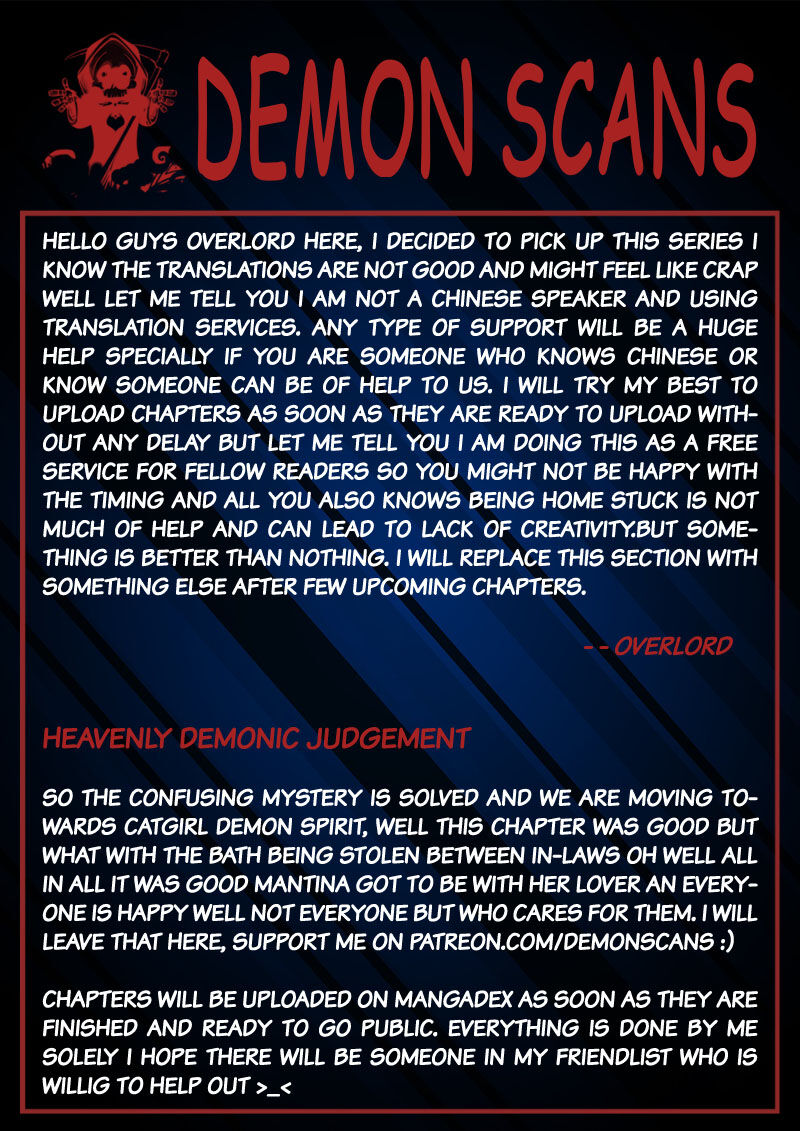 DEMON SCANS
HELLO GUYS OVERLORD HERE, I DECIDED TO PICK UP THIS SERIES I
KNOW THE TRANSLATIONS ARE NOT GOOD AND MIGHT FEEL LIKE CRAP
WELL LET ME TELL YOU I AM NOT A CHINESE SPEAKER AND USING
TRANSLATION SERVICES. ANY TYPE OF SUPPORT WILL BE A HUGE
HELP SPECIALLY IF YOU ARE SOMEONE WHO KNOWS CHINESE OR
KNOW SOMEONE CAN BE OF HELP TO US. I WILL TRY MY BEST TO
UPLOAD CHAPTERS AS SOON AS THEY ARE READY TO UPLOAD WITH-
OUT ANY DELAY BUT LET ME TELL YOU I AM DOING THIS AS A FREE
SERVICE FOR FELLOW READERS SO YOU MIGHT NOT BE HAPPY WITH
THE TIMING AND ALL YOU ALSO KNOWS BEING HOME STUCK IS NOT
MUCH OF HELP AND CAN LEAD TO LACK OF CREATIVITY.BUT SOME-
THING IS BETTER THAN NOTHING. I WILL REPLACE THIS SECTION WITH
SOMETHING ELSE AFTER FEW UPCOMING CHAPTERS.
- - OVERLORD
HEAVENLY DEMONIC JUDGEMENT
SO THE CONFUSING MYSTERY IS SOLVED AND WE ARE MOVING TO-
WARDS CATGIRL DEMON SPIRIT, WELL THIS CHAPTER WAS GOOD BUT
WHAT WITH THE BATH BEING STOLEN BETWEEN IN-LAWS OH WELL ALL
IN ALL IT WAS GOOD MANTINA GOT TO BE WITH HER LOVER AN EVERY-
ONE IS HAPPY WELL NOT EVERYONE BUT WHO CARES FOR THEM. I WILL
LEAVE THAT HERE, SUPPORT ME ON PATREON.COM/DEMONSCANS :)
CHAPTERS WILL BE UPLOADED ON MANGADEX AS SOON AS THEY ARE
FINISHED AND READY TO GO PUBLIC. EVERYTHING IS DONE BY ME
SOLELY I HOPE THERE WILL BE SOMEONE IN MY FRIENDLIST WHO IS
WILLIG TO HELP OUT >_<